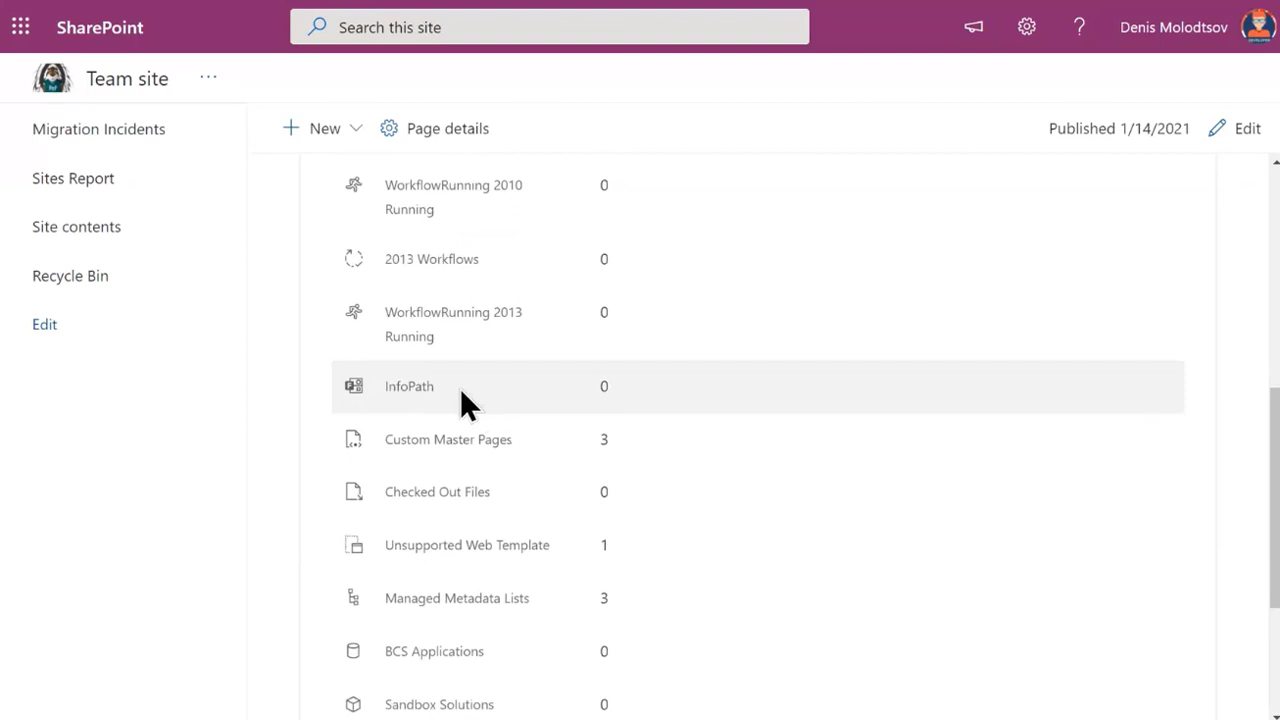 SharePoint
Search this site
Denis Molodtsov
Team site
...
Migration Incidents
Sites Report
Site contents
Recycle Bin
Edit
New
Page details
Published 1/14/2021
Edit
WorkflowRunning 2010
Running
0
2013 Workflows
0
WorkflowRunning 2013
Running
0
InfoPath
0
Custom Master Pages
3
Checked Out Files
0
Unsupported Web Template
1
Managed Metadata Lists
3
BCS Applications
0
Sandbox Solutions
0